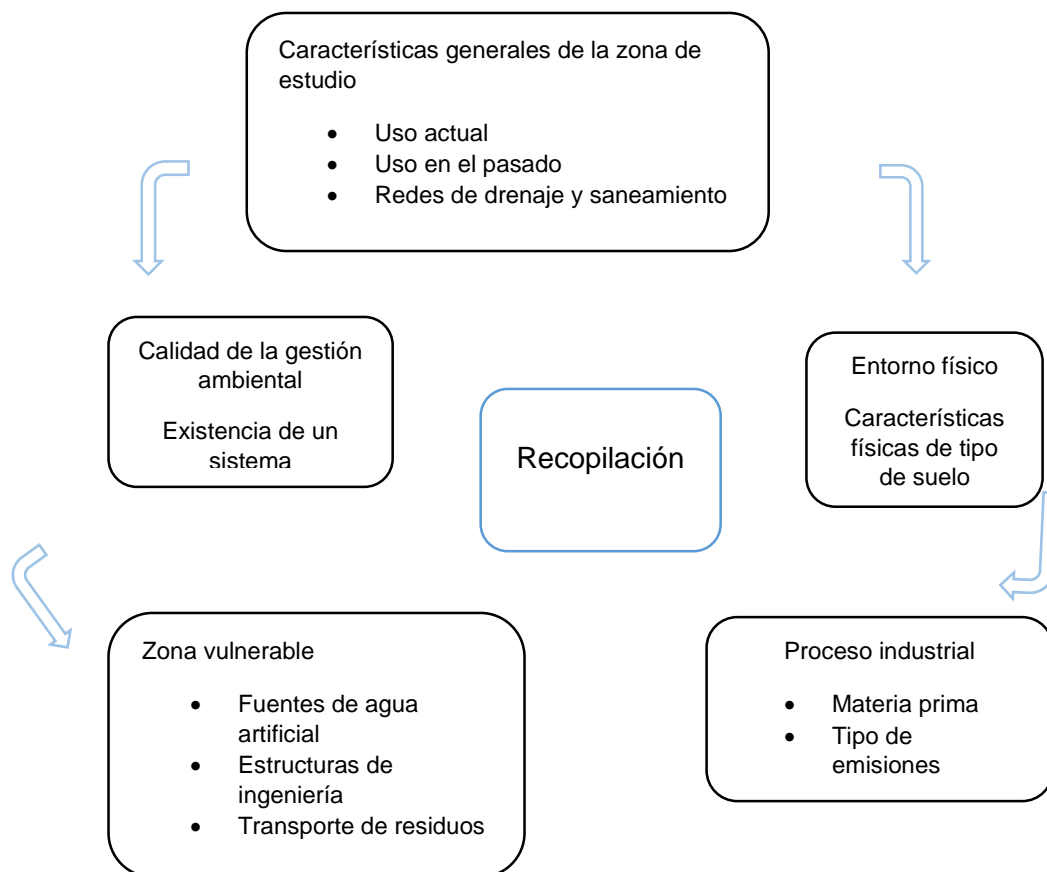 Característícas generales de la zona de
estudio
• Uso actual
• Uso en el pasado
• Redes de drenaje y saneamiento
Calidad de la gestión
ambiental
Existencia de un
sistema
Recopilación
Entorno físico
Característícas
físicas de tipo
de suelo
Zona vulnerable
• Fuentes de agua
artificial
• Estructuras de
ingeniería
• Transporte de residuos
Proceso industrial
• Materia prima
• Tipo de
emisiones